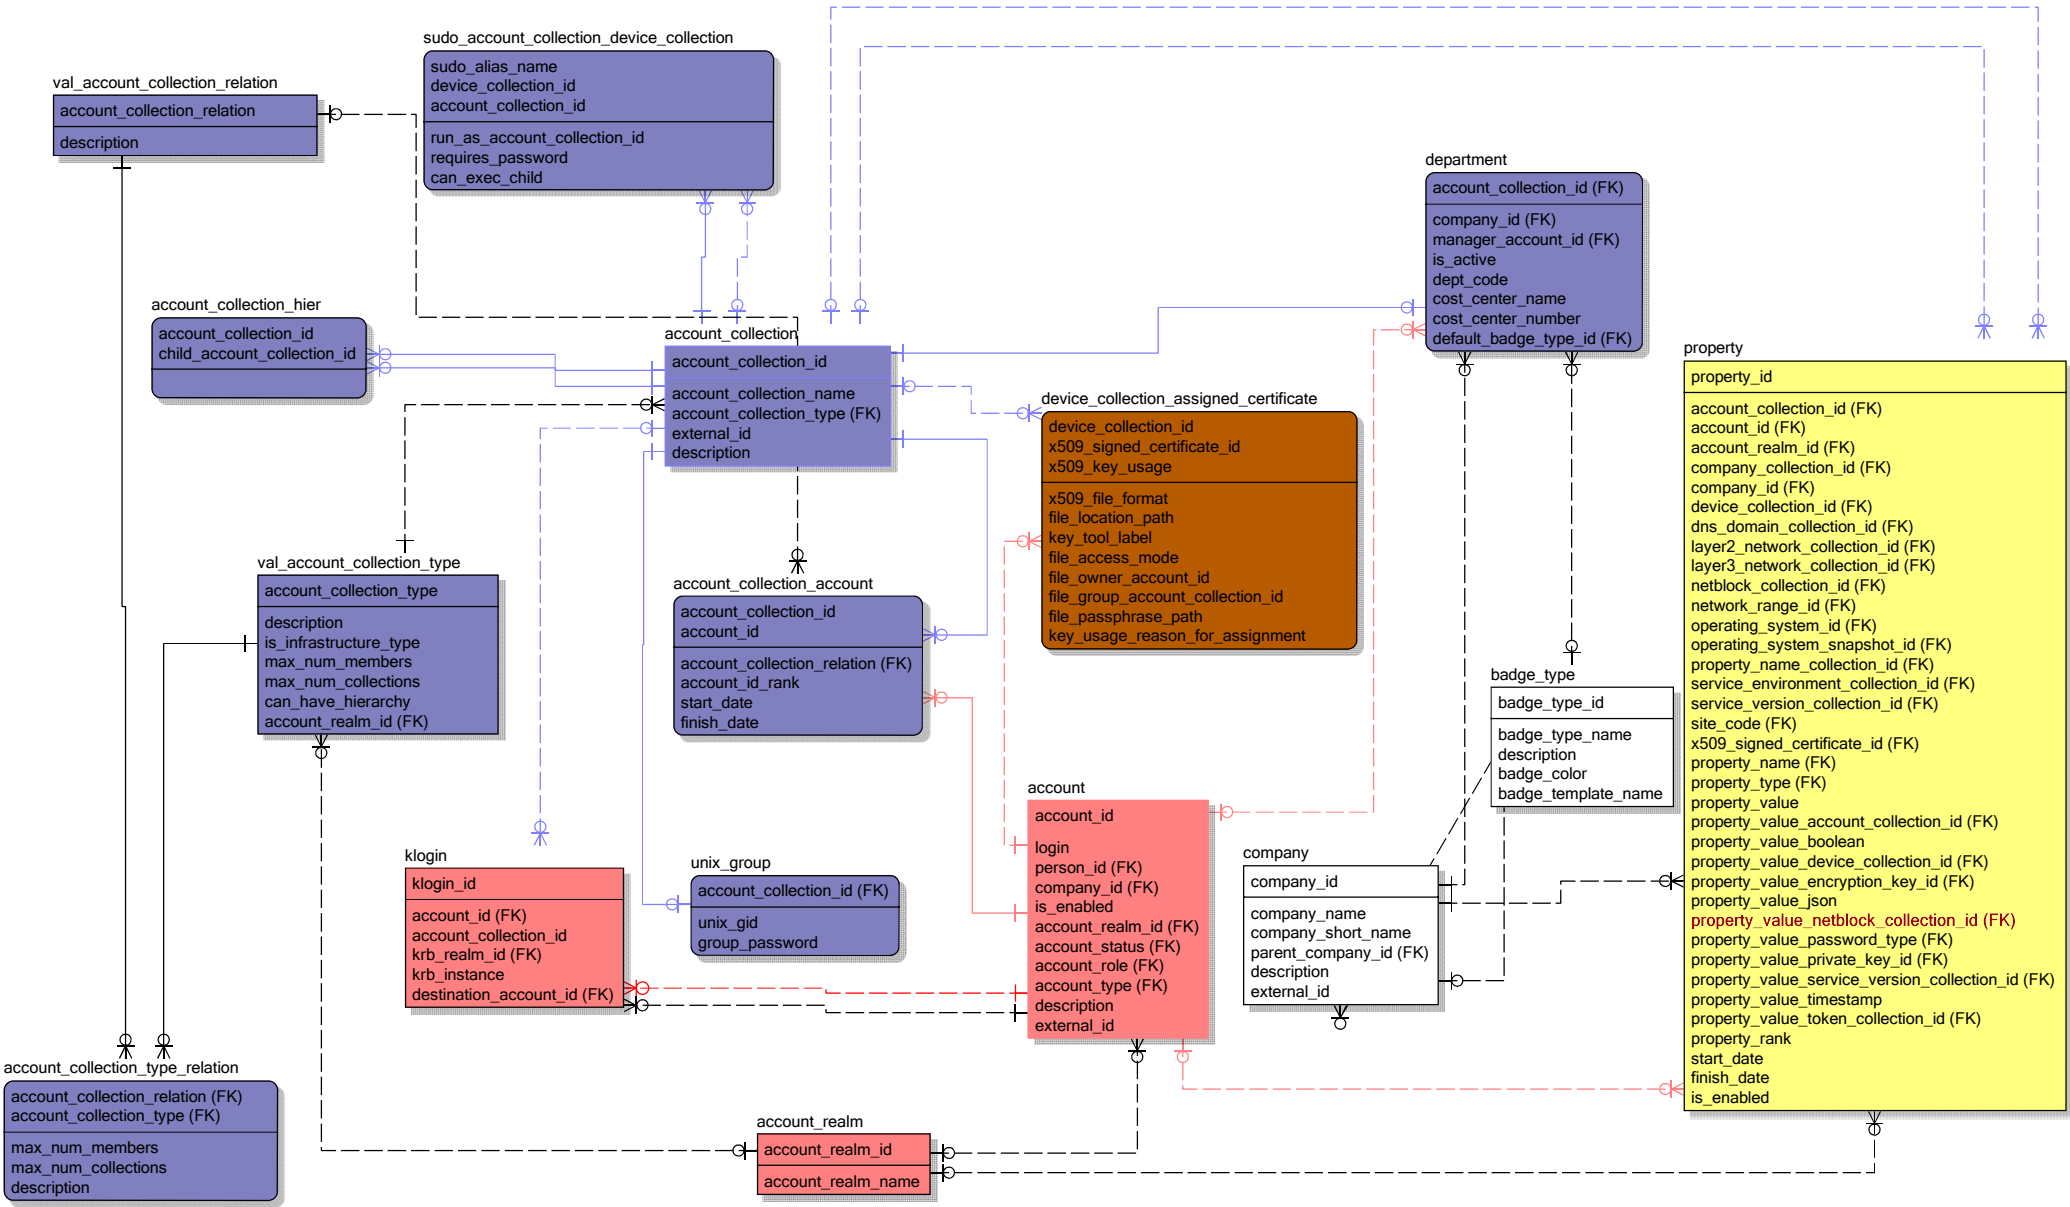 sudo_account_collection_device_collection
sudo_alias_name
device_collection_id
account_collection_id
run_as_account_collection_id
requires_password
can_exec_child
val_account_collection_relation
account_collection_relation
description
department
account_collection_id (FK)
company_id (FK)
manager_account_id (FK)
is_active
dept_code
cost_center_name
cost_center_number
default_badge_type_id (FK)
account_collection_hier
account_collection_id
child_account_collection_id
account_collection
account_collection_id
account_collection_name
account_collection_type (FK)
external_id
description
property
property_id
account_collection_id (FK)
account_id (FK)
account_realm_id (FK)
company_collection_id (FK)
company_id (FK)
device_collection_id (FK)
dns_domain_collection_id (FK)
layer2_network_collection_id (FK)
layer3_network_collection_id (FK)
netblock_collection_id (FK)
network_range_id (FK)
operating_system_id (FK)
operating_system_snapshot_id (FK)
property_name_collection_id (FK)
service_environment_collection_id (FK)
service_version_collection_id (FK)
site_code (FK)
x509_signed_certificate_id (FK)
property_name (FK)
property_type (FK)
property_value
property_value_account_collection_id (FK)
property_value_boolean
property_value_device_collection_id (FK)
property_value_encryption_key_id (FK)
property_value_json
property_value_netblock_collection_id (FK)
property_value_password_type (FK)
property_value_private_key_id (FK)
property_value_service_version_collection_id (FK)
property_value_timestamp
property_value_token_collection_id (FK)
property_rank
start_date
finish_date
is_enabled
device_collection_assigned_certificate
device_collection_id
x509_signed_certificate_id
x509_key_usage
x509_file_format
file_location_path
key_tool_label
file_access_mode
file_owner_account_id
file_group_account_collection_id
file_passphrase_path
key_usage_reason_for_assignment
val_account_collection_type
account_collection_type
description
is_infrastructure_type
max_num_members
max_num_collections
can_have_hierarchy
account_realm_id (FK)
account_collection_account
account_collection_id
account_id
account_collection_relation (FK)
account_id_rank
start_date
finish_date
badge_type
badge_type_id
badge_type_name
description
badge_color
badge_template_name
account
account_id
login
person_id (FK)
company_id (FK)
is_enabled
account_realm_id (FK)
account_status (FK)
account_role (FK)
account_type (FK)
description
external_id
klogin
klogin_id
account_id (FK)
account_collection_id
krb_realm_id (FK)
krb_instance
destination_account_id (FK)
unix_group
account_collection_id (FK)
unix_gid
group_password
company
company_id
company_name
company_short_name
parent_company_id (FK)
description
external_id
account_collection_type_relation
account_collection_relation (FK)
account_collection_type (FK)
max_num_members
max_num_collections
description
account_realm
account_realm_id
account_realm_name